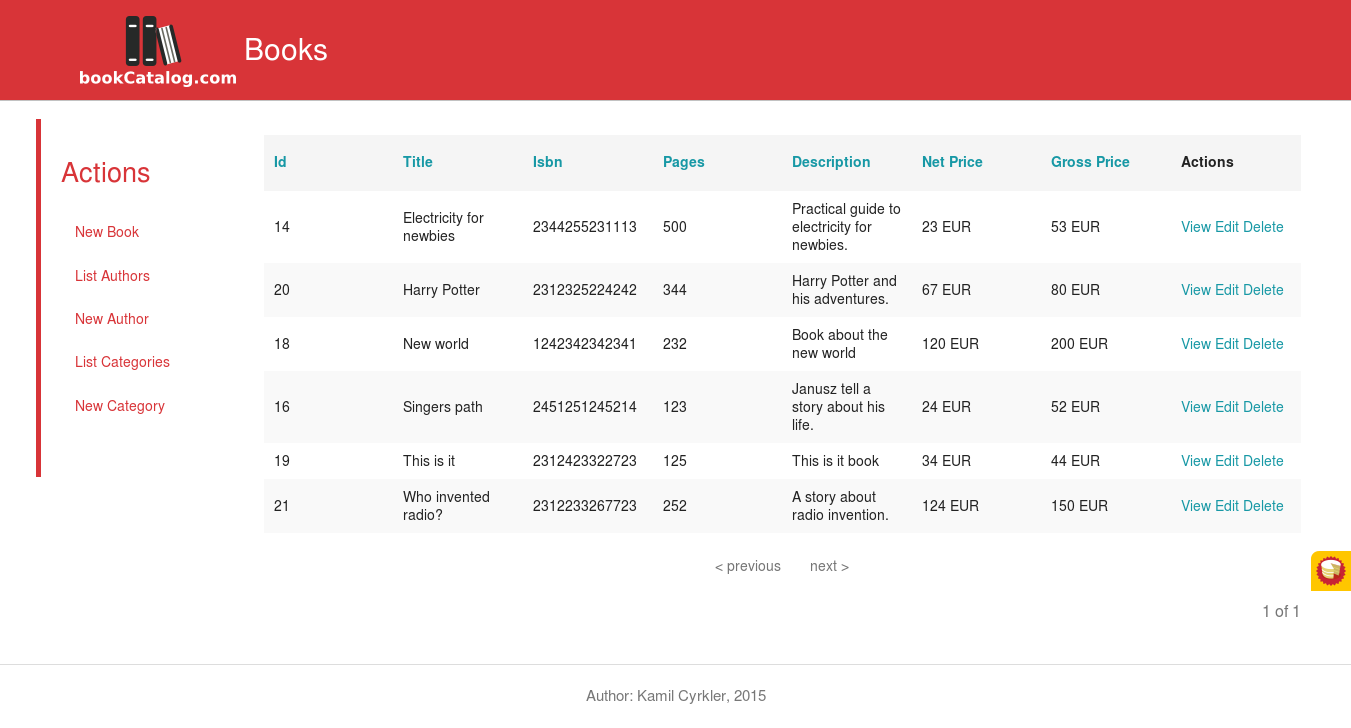 bookCatalog.com
Books
Actions
New Book
List Authors
New Author
List Categories
New Category
Id Title Isbn Pages Description Net Price Gross Price Actions
14 Electricity for newbies 2344255231113 500 Practical guide to electricity for newbies. 23 EUR 53 EUR View Edit Delete
20 Harry Potter 2312325224242 344 Harry Potter and his adventures. 67 EUR 80 EUR View Edit Delete
18 New world 1242342342341 232 Book about the new world 120 EUR 200 EUR View Edit Delete
16 Singers path 2451251245214 123 Janusz tell a story about his life. 24 EUR 52 EUR View Edit Delete
19 This is it 2312423322723 125 This is it book 34 EUR 44 EUR View Edit Delete
21 Who invented radio? 2312233267723 252 A story about radio invention. 124 EUR 150 EUR View Edit Delete
< previous next >
1 of 1
Author: Kamil Cyrkler, 2015